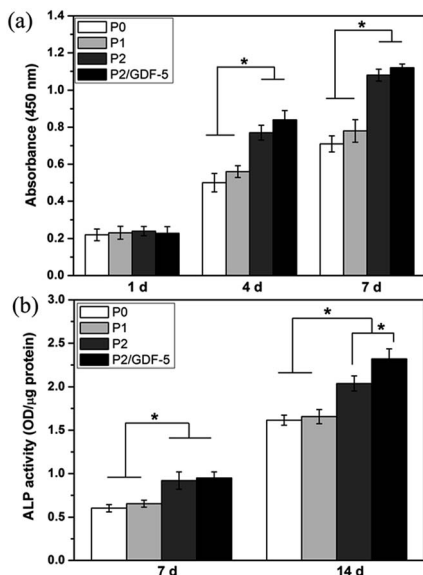 (a)
P0
P1
P2
P2/GDF-5
*
*
Absorbance (450 nm)
1.4
1.2
1.0
0.8
0.6
0.4
0.2
0.0
1 d 4 d 7 d
(b)
P0
P1
P2
P2/GDF-5
*
*
*
ALP activity (OD/μg protein)
3.0
2.5
2.0
1.5
1.0
0.5
0.0
7 d 14 d